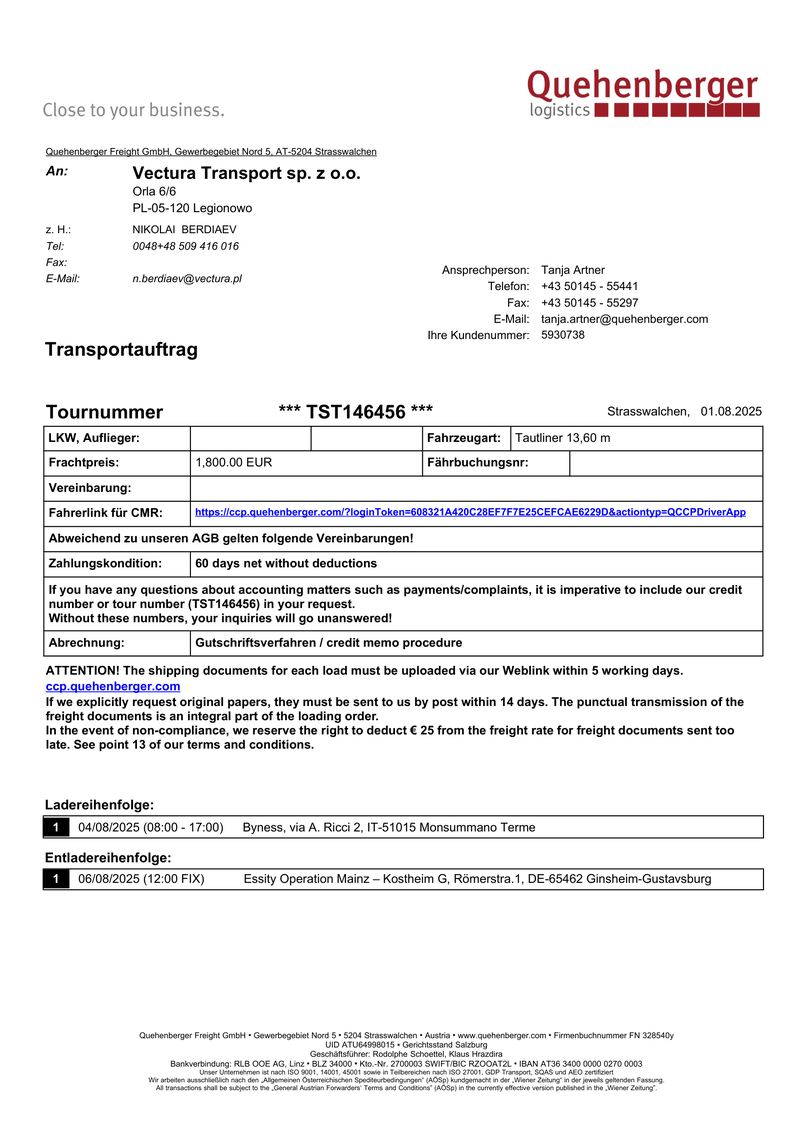 Close to your business.
Quehenberger
logistics
Quehenberger Freight GmbH, Gewerbegebiet Nord 5, AT-5204 Strasswalchen
An: Vectura Transport sp. z o.o.
Orla 6/6
PL-05-120 Legionowo
z. H.: NIKOLAI BERDIAEV
Tel: 0048+48 509 416 016
Fax:
E-Mail: n.berdiaev@vectura.pl
Ansprechperson: Tanja Artner
Telefon: +43 50145 - 55441
Fax: +43 50145 - 55297
E-Mail: tanja.artner@quehenberger.com
Ihre Kundenummer: 5930738
Transportauftrag
Tournummer *** TST146456 *** Strasswalchen, 01.08.2025
LKW, Auflieger: Fahrzeugart: Tautliner 13,60 m
Frachtpreis: 1,800.00 EUR Fährbuchungsnr:
Vereinbarung:
Fahrerlink für CMR: https://ccp.quehenberger.com/?loginToken=608321A420C28EF7F7E25CEFCAE6229D&actiontyp=QCCPDriverApp
Abweichend zu unseren AGB gelten folgende Vereinbarungen!
Zahlungskondition: 60 days net without deductions
If you have any questions about accounting matters such as payments/complaints, it is imperative to include our credit
number or tour number (TST146456) in your request.
Without these numbers, your inquiries will go unanswered!
Abrechnung: Gutschriftsverfahren / credit memo procedure
ATTENTION! The shipping documents for each load must be uploaded via our Weblink within 5 working days.
ccp.quehenberger.com
If we explicitly request original papers, they must be sent to us by post within 14 days. The punctual transmission of the
freight documents is an integral part of the loading order.
In the event of non-compliance, we reserve the right to deduct € 25 from the freight rate for freight documents sent too
late. See point 13 of our terms and conditions.
Ladereihenfolge:
1 04/08/2025 (08:00 - 17:00) Byness, via A. Ricci 2, IT-51015 Monsummano Terme
Entladereihenfolge:
1 06/08/2025 (12:00 FIX) Essity Operation Mainz – Kostheim G, Römerstra.1, DE-65462 Ginsheim-Gustavsburg
Quehenberger Freight GmbH • Gewerbegebiet Nord 5 • 5204 Strasswalchen • Austria • www.quehenberger.com • Firmenbuchnummer FN 328540y
UID ATU64998015 • Gerichtsstand Salzburg
Geschäftsführer: Rodolphe Schoettel, Klaus Hrazdira
Bankverbindung: RLB OOE AG, Linz • BLZ 34000 • Kto.-Nr. 2700003 SWIFT/BIC RZOOAT2L • IBAN AT36 3400 0000 0270 0003
Unser Unternehmen ist nach ISO 9001, 14001, 45001 sowie in Teilbereichen nach ISO 27001, GDP Transport, SQAS und AEO zertifiziert
Wir arbeiten ausschließlich nach den „Allgemeinen Österreichischen Spediteurbedingungen“ (AÖSp) kundgemacht in der „Wiener Zeitung“ in der jeweils geltenden Fassung.
All transactions shall be subject to the „General Austrian Forwarders‘ Terms and Conditions“ (AÖSp) in the currently effective version published in the „Wiener Zeitung“.